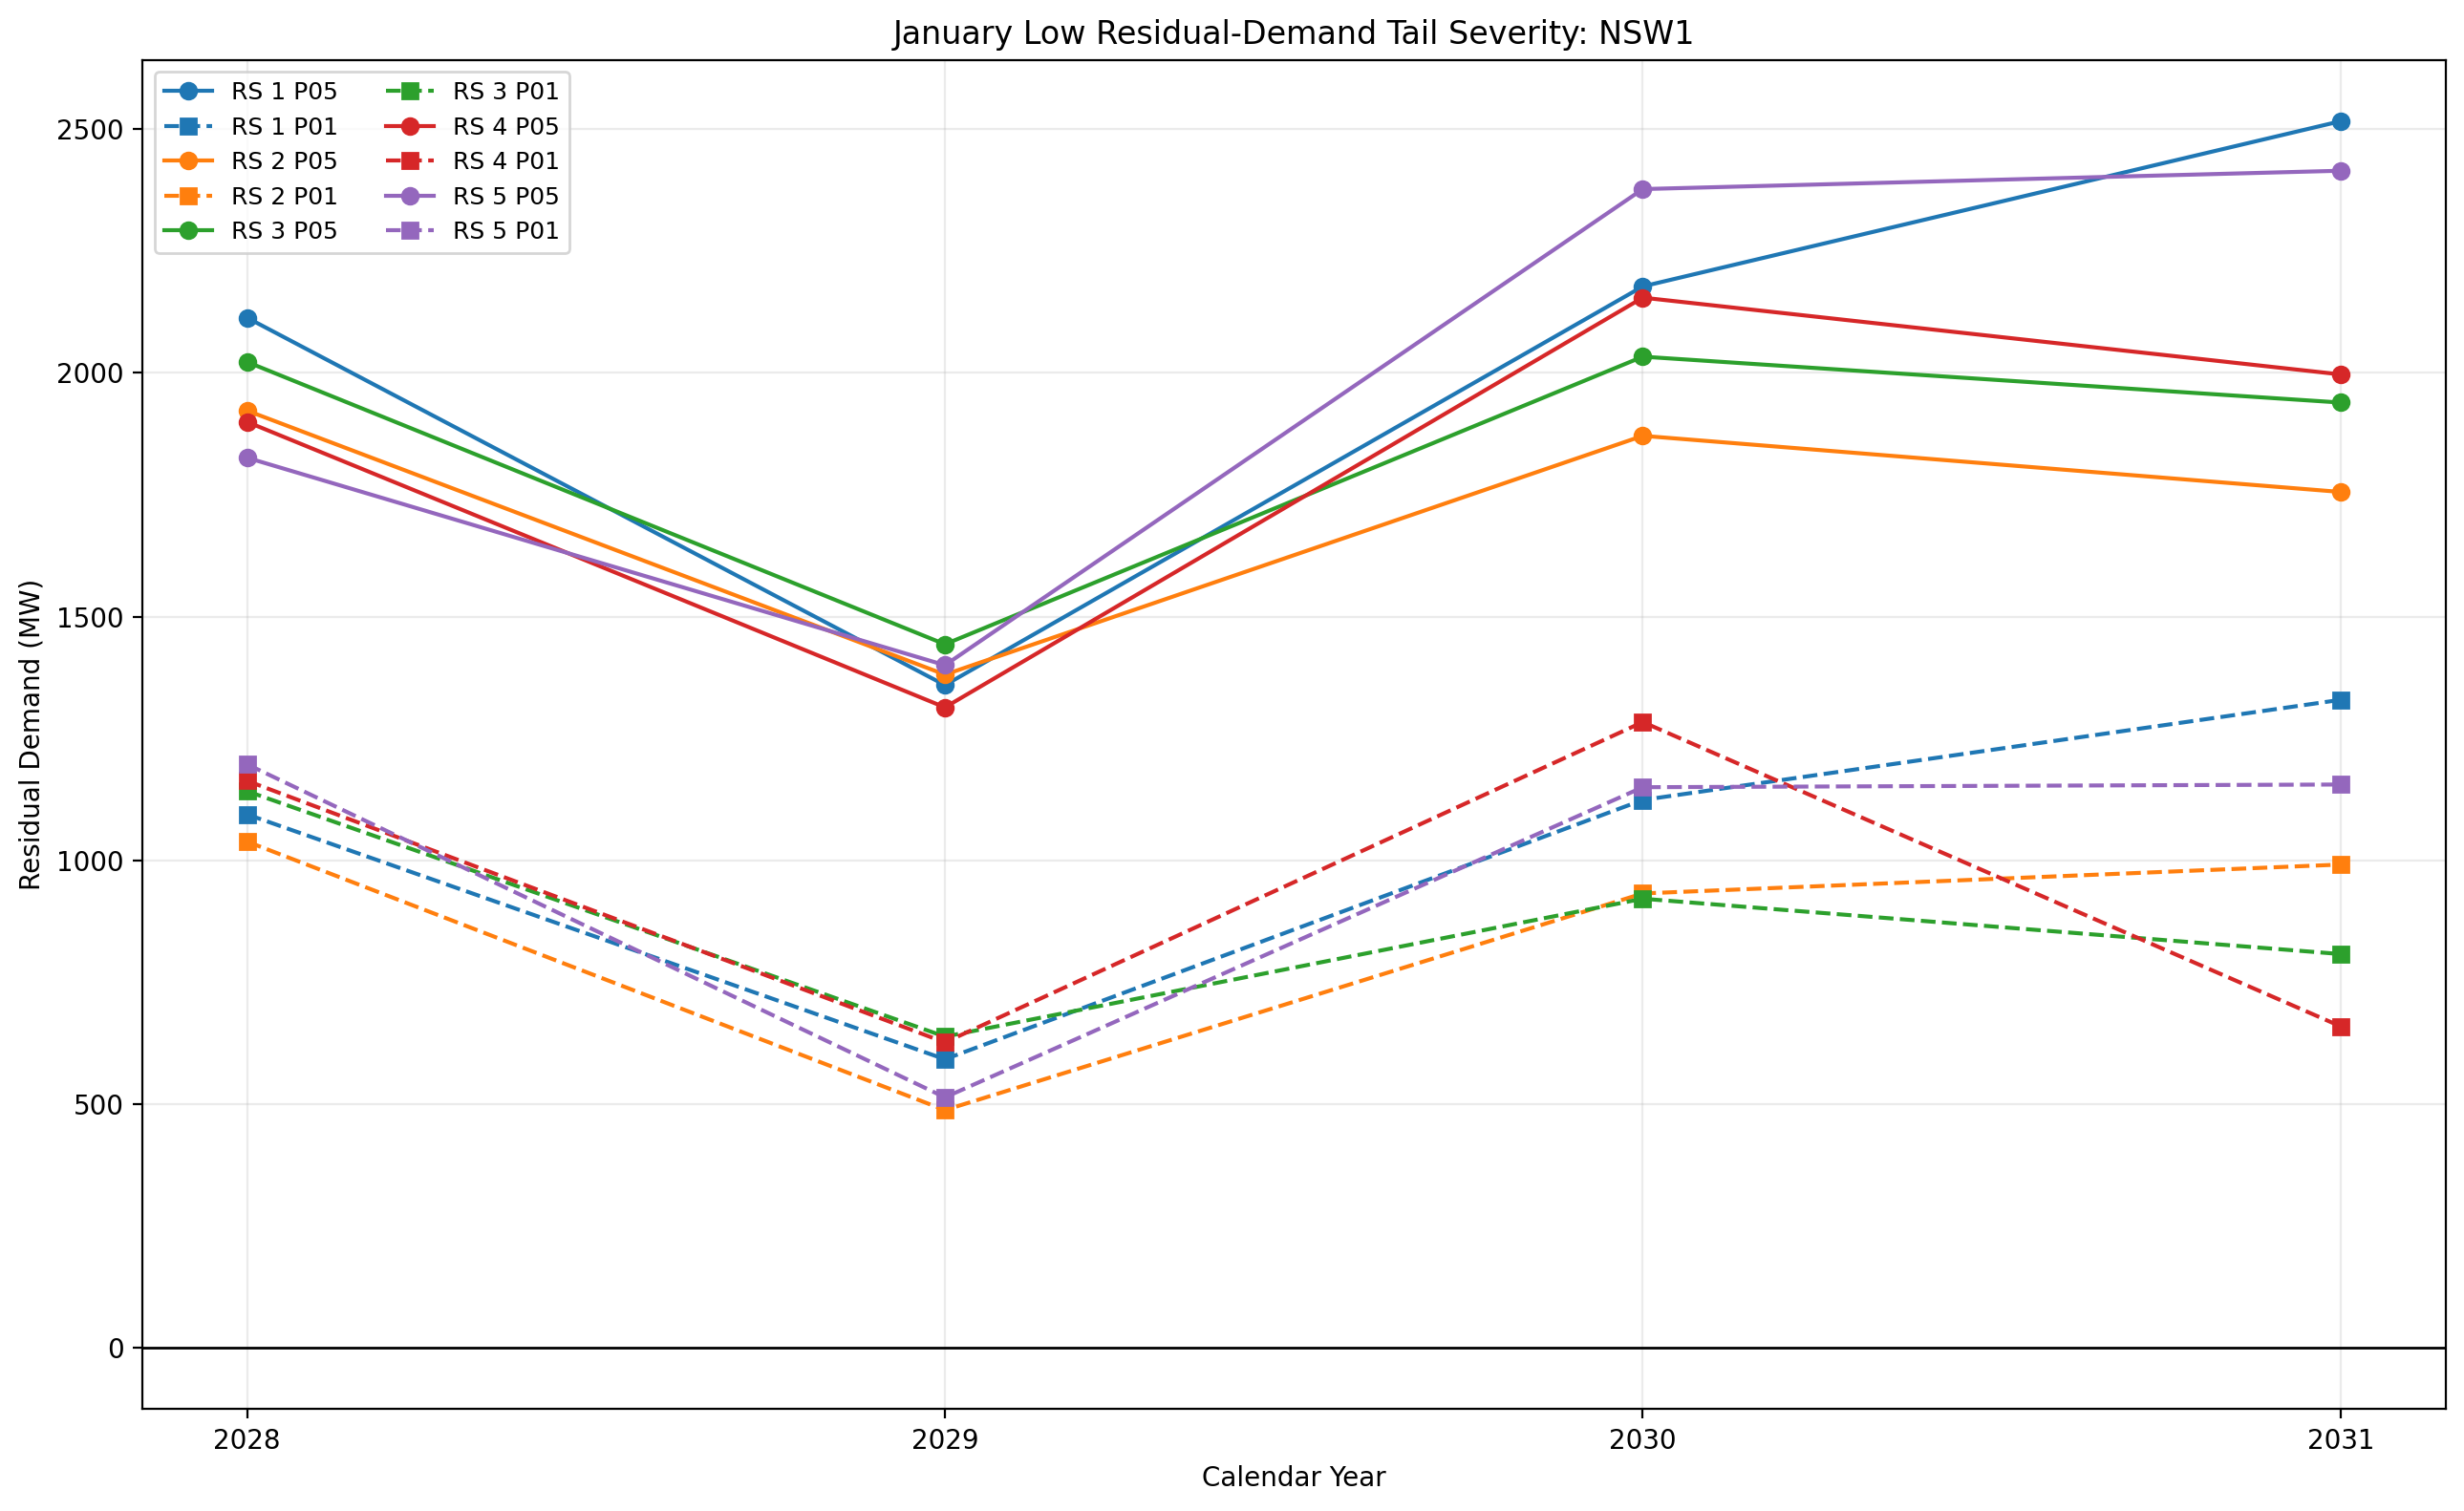 January Low Residual-Demand Tail Severity: NSW1
RS 1 P05
RS 1 P01
RS 2 P05
RS 2 P01
RS 3 P05
RS 3 P01
RS 4 P05
RS 4 P01
RS 5 P05
RS 5 P01
Residual Demand (MW)
2500
2000
1500
1000
500
0
2028 2029 2030 2031
Calendar Year